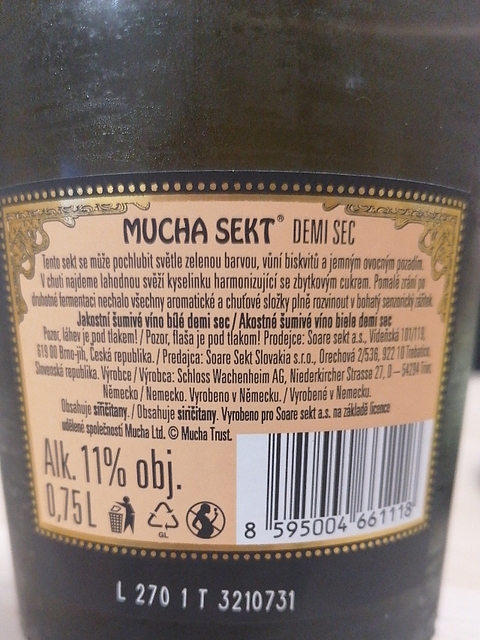 MUCHA SEKT® DEMI SEC
Tento sekt se může pochlubit světle zelenou barvou, vůní biskvitů a jemným ovocným pozadím.
V chuti najdeme lahodnou svěží kyselinku harmonizující se zbytkovým cukrem. Pomalé zrání po
druhotné fermentaci nechalo všechny aromatické a chuťové složky plně rozvinout v bohatý senzorický zážitek.
Jakostní šumivé víno bílé demi sec / Akostné šumivé víno biele demi sec
Pozor, láhev je pod tlakem! / Pozor, fľaša je pod tlakom! Prodejce: Soare sekt a.s., Vídeňská 101/119,
619 00 Brno-jih, Česká republika. / Predajca: Soare Sekt Slovakia s.r.o., Orechová 2/536, 922 10 Trebatice,
Slovenská republika. Výrobce / Výrobca: Schloss Wachenheim AG, Niederkircher Strasse 27, D – 54294 Trier,
Německo / Nemecko. Vyrobeno v Německu. / Vyrobené v Nemecku.
Obsahuje siřičitany. / Obsahuje siričitany. Vyrobeno pro Soare sekt a.s. na základě licence
udělené společností Mucha Ltd. © Mucha Trust.
Alk. 11% obj.
0,75L
GL
8 595004 661118
L 270 1 T 3210731